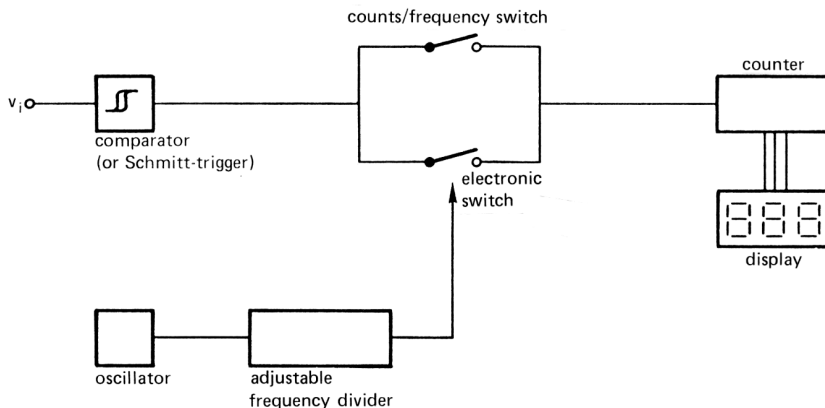 counts/frequency switch
counter
vi
comparator
(or Schmitt-trigger)
electronic
switch
display
oscillator
adjustable
frequency divider